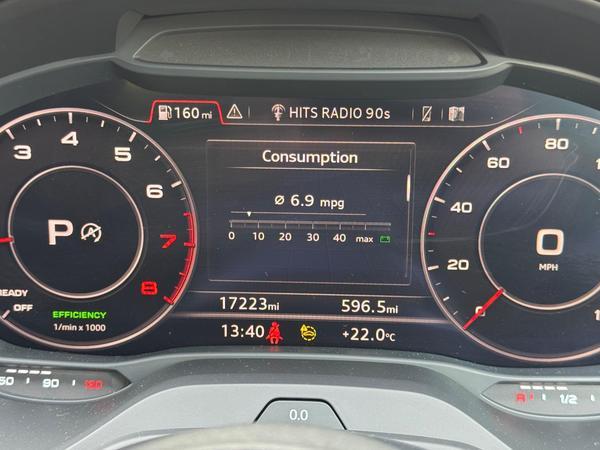 160 mi HITS RADIO 90s
Consumption
Ø 6.9 mpg
0 10 20 30 40 max
3 4 5 6 7 8
P A
READY
OFF
EFFICIENCY
1/min x 1000
0 20 40 60 80
0
MPH
17223mi 596.5mi
13:40 +22.0°C
50 90
1/2
0.0